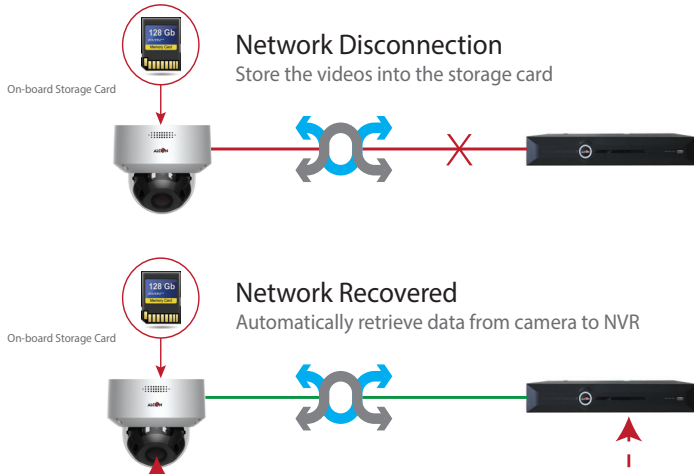 128 Gb
Memory Card
Network Disconnection
Store the videos into the storage card
On-board Storage Card
128 Gb
Memory Card
Network Recovered
Automatically retrieve data from camera to NVR
On-board Storage Card